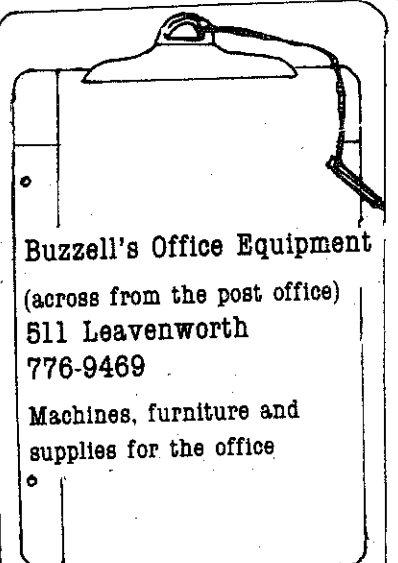 Buzzell's Office Equipment
(across from the post office)
511 Leavenworth
776-9469
Machines, furniture and
supplies for the office